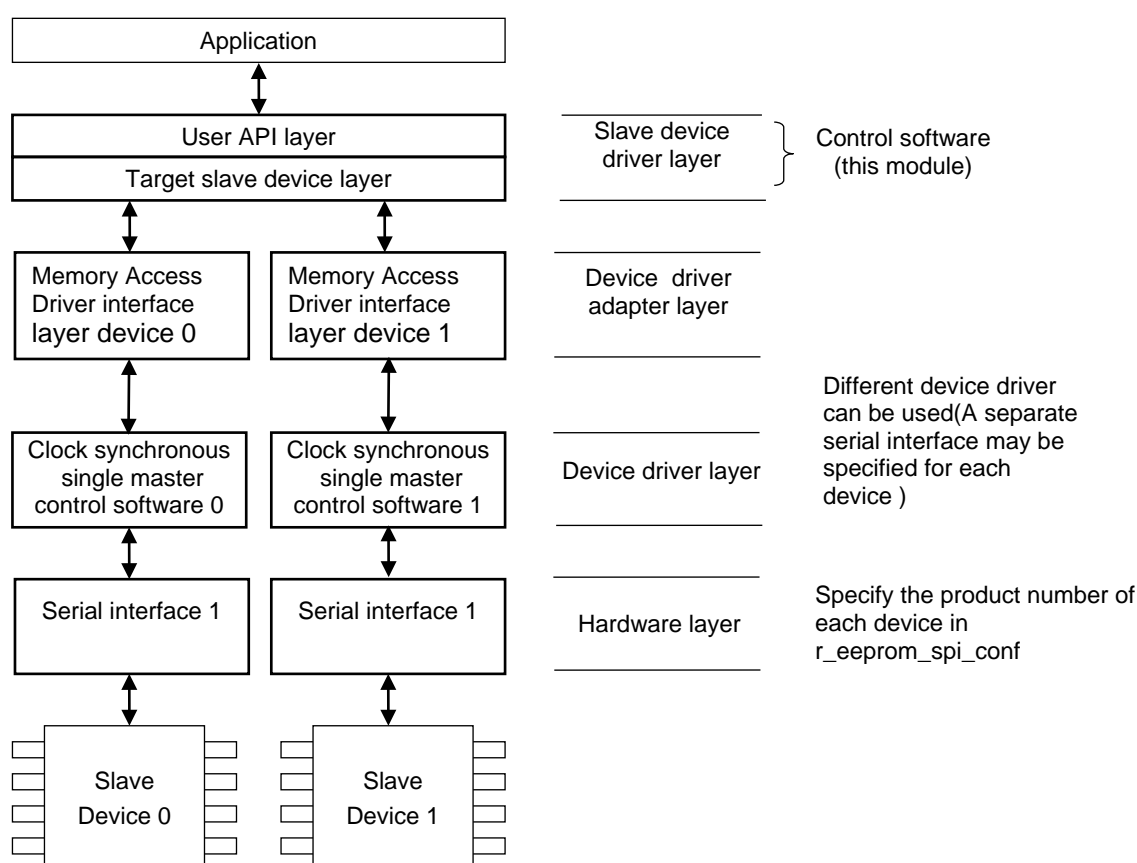 Application
User API layer
Target slave device layer
Slave device
driver layer
Control software
(this module)
Memory Access
Driver interface
layer device 0
Memory Access
Driver interface
layer device 1
Device driver
adapter layer
Different device driver
can be used(A separate
serial interface may be
specified for each
device )
Clock synchronous
single master
control software 0
Clock synchronous
single master
control software 1
Device driver layer
Serial interface 1
Serial interface 1
Hardware layer
Specify the product number of
each device in
r_eeprom_spi_conf
Slave
Device 0
Slave
Device 1